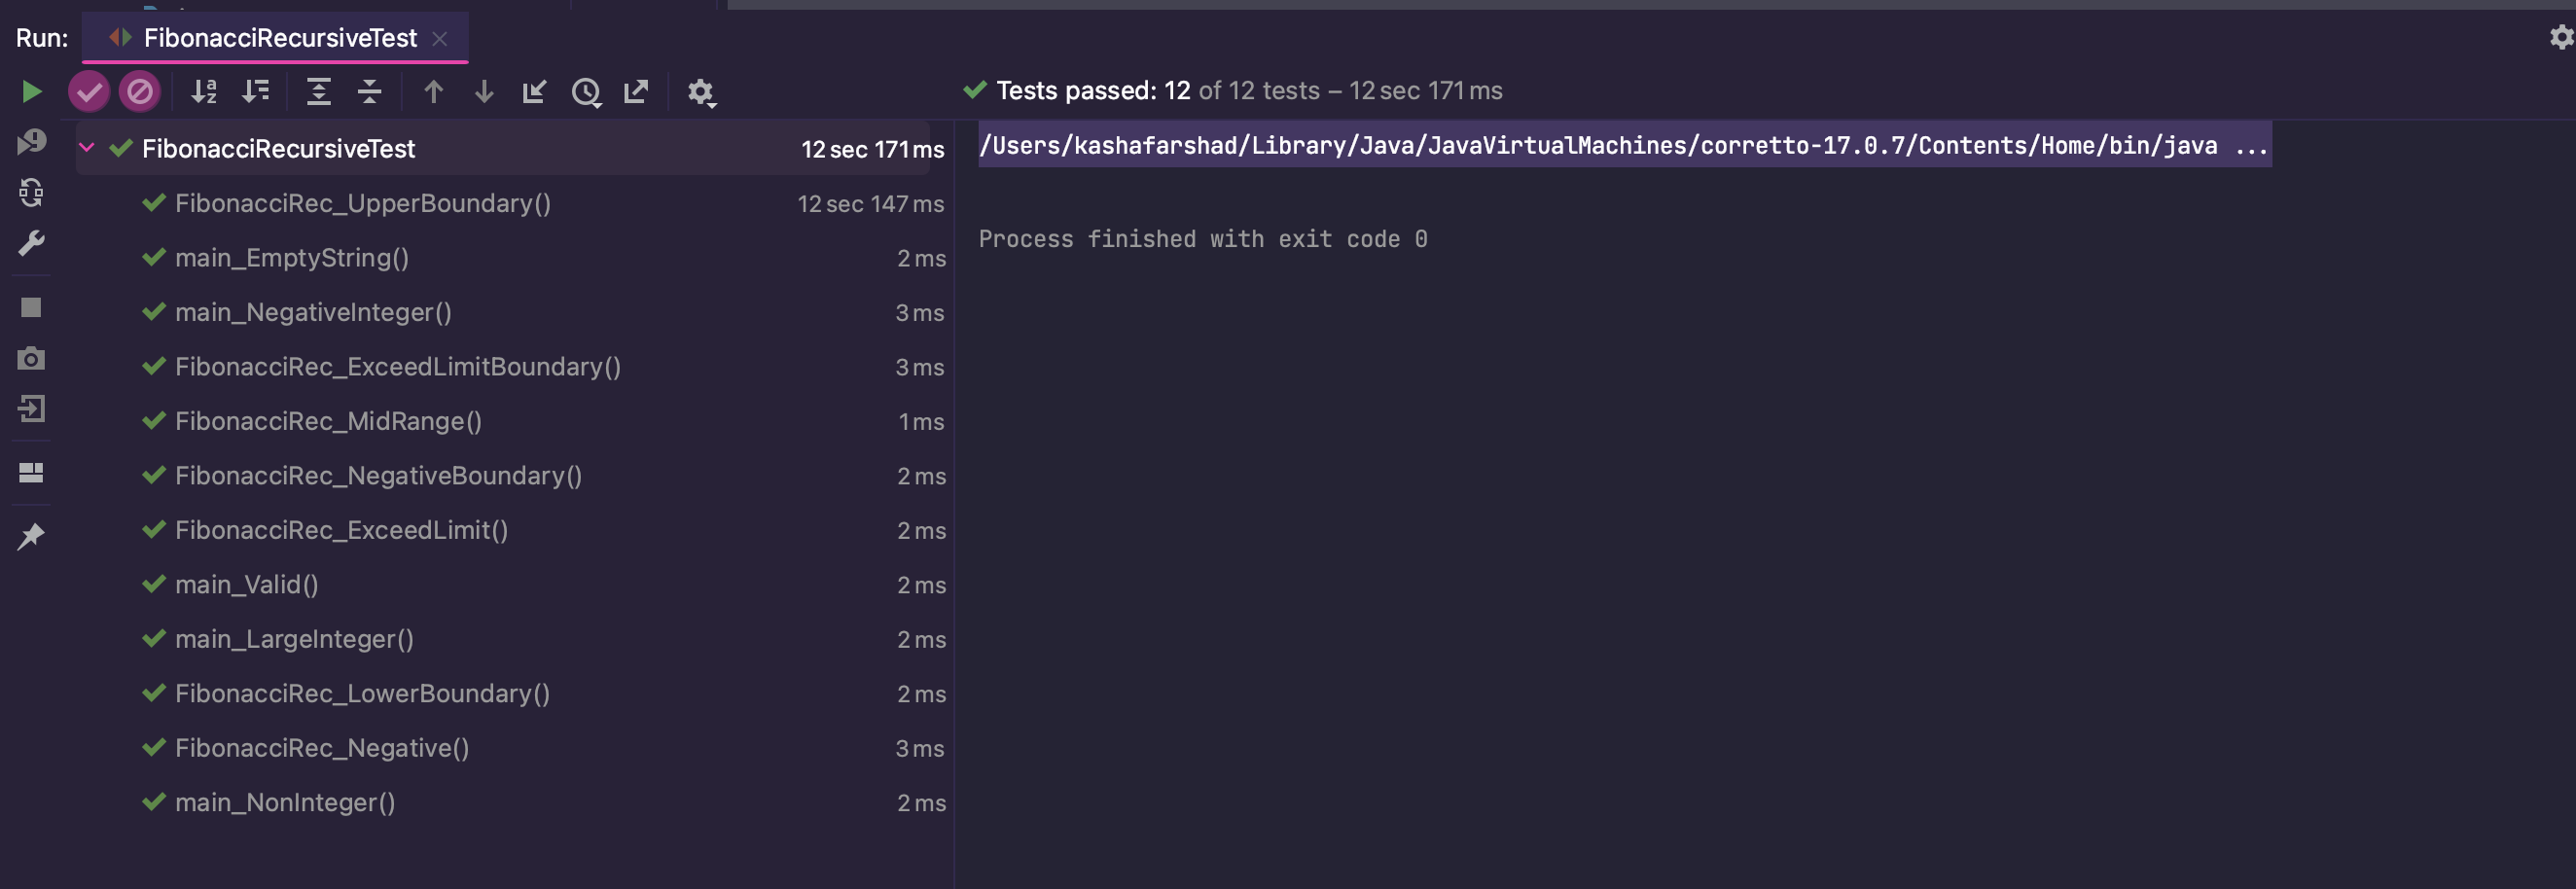 Run: FibonacciRecursiveTest
Tests passed: 12 of 12 tests – 12 sec 171 ms
FibonacciRecursiveTest 12 sec 171 ms
FibonacciRec_UpperBoundary() 12 sec 147 ms
main_EmptyString() 2 ms
main_NegativeInteger() 3 ms
FibonacciRec_ExceedLimitBoundary() 3 ms
FibonacciRec_MidRange() 1 ms
FibonacciRec_NegativeBoundary() 2 ms
FibonacciRec_ExceedLimit() 2 ms
main_Valid() 2 ms
main_LargeInteger() 2 ms
FibonacciRec_LowerBoundary() 2 ms
FibonacciRec_Negative() 3 ms
main_NonInteger() 2 ms
/Users/kashafarshad/Library/Java/JavaVirtualMachines/corretto-17.0.7/Contents/Home/bin/java ...
Process finished with exit code 0